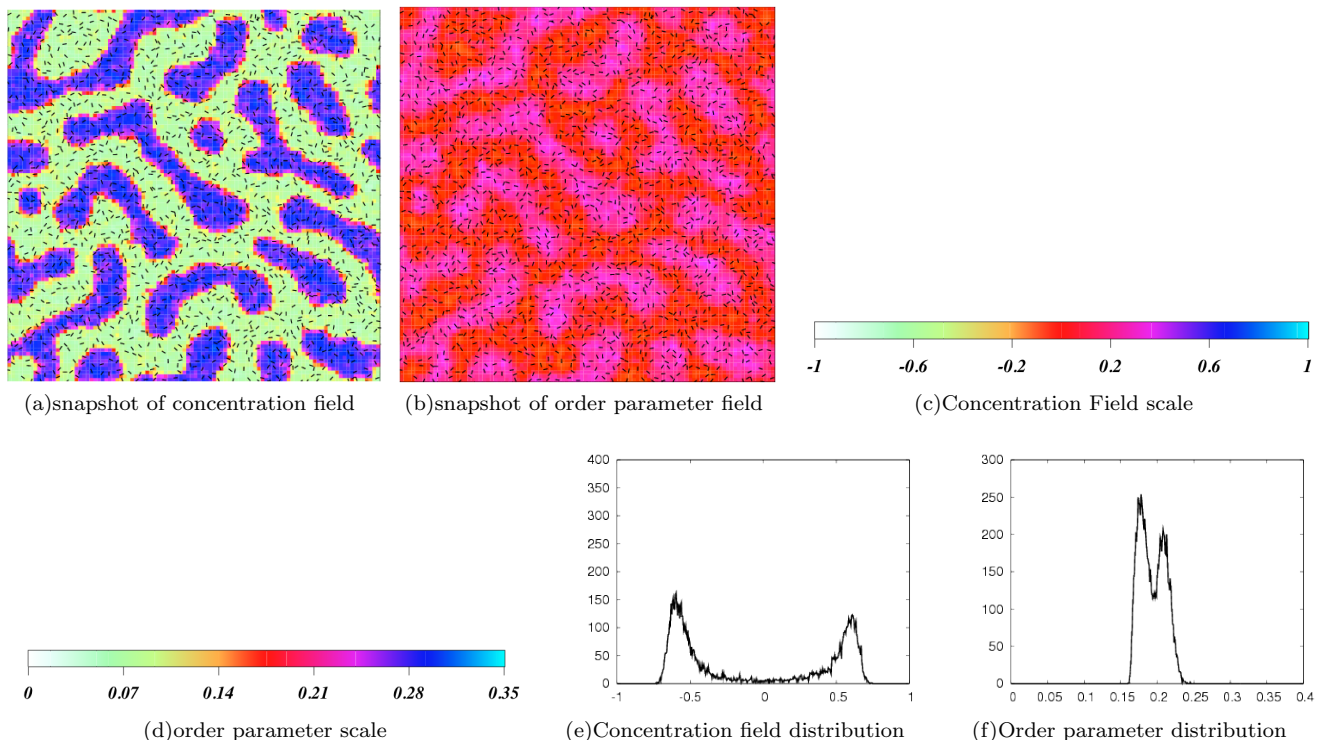 -1 -0.6 -0.2 0.2 0.6 1
(a)snapshot of concentration field
(b)snapshot of order parameter field
(c)Concentration Field scale
0 0.07 0.14 0.21 0.28 0.35
(d)order parameter scale
400
350
300
250
200
150
100
50
0
-1 -0.5 0 0.5 1
(e)Concentration field distribution
300
250
200
150
100
50
0
0 0.05 0.1 0.15 0.2 0.25 0.3 0.35 0.4
(f)Order parameter distribution